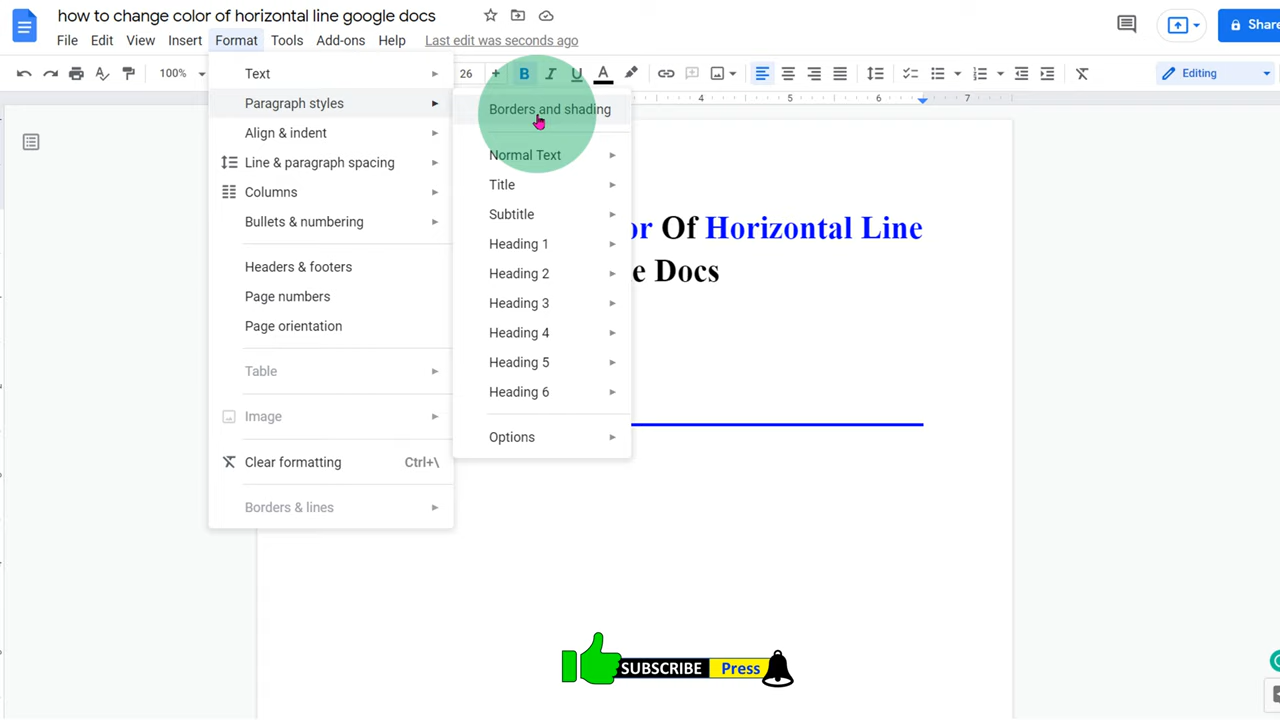 how to change color of horizontal line google docs
File Edit View Insert Format Tools Add-ons Help Last edit was seconds ago
Share
100% 26 + B I U A Editing
4 5 6 7
Text
Paragraph styles
Align & indent
Line & paragraph spacing
Columns
Bullets & numbering
Headers & footers
Page numbers
Page orientation
Table
Image
Clear formatting Ctrl+\
Borders & lines
Borders and shading
Normal Text
Title
Subtitle
Heading 1
Heading 2
Heading 3
Heading 4
Heading 5
Heading 6
Options
or Of Horizontal Line
e Docs
SUBSCRIBE Press